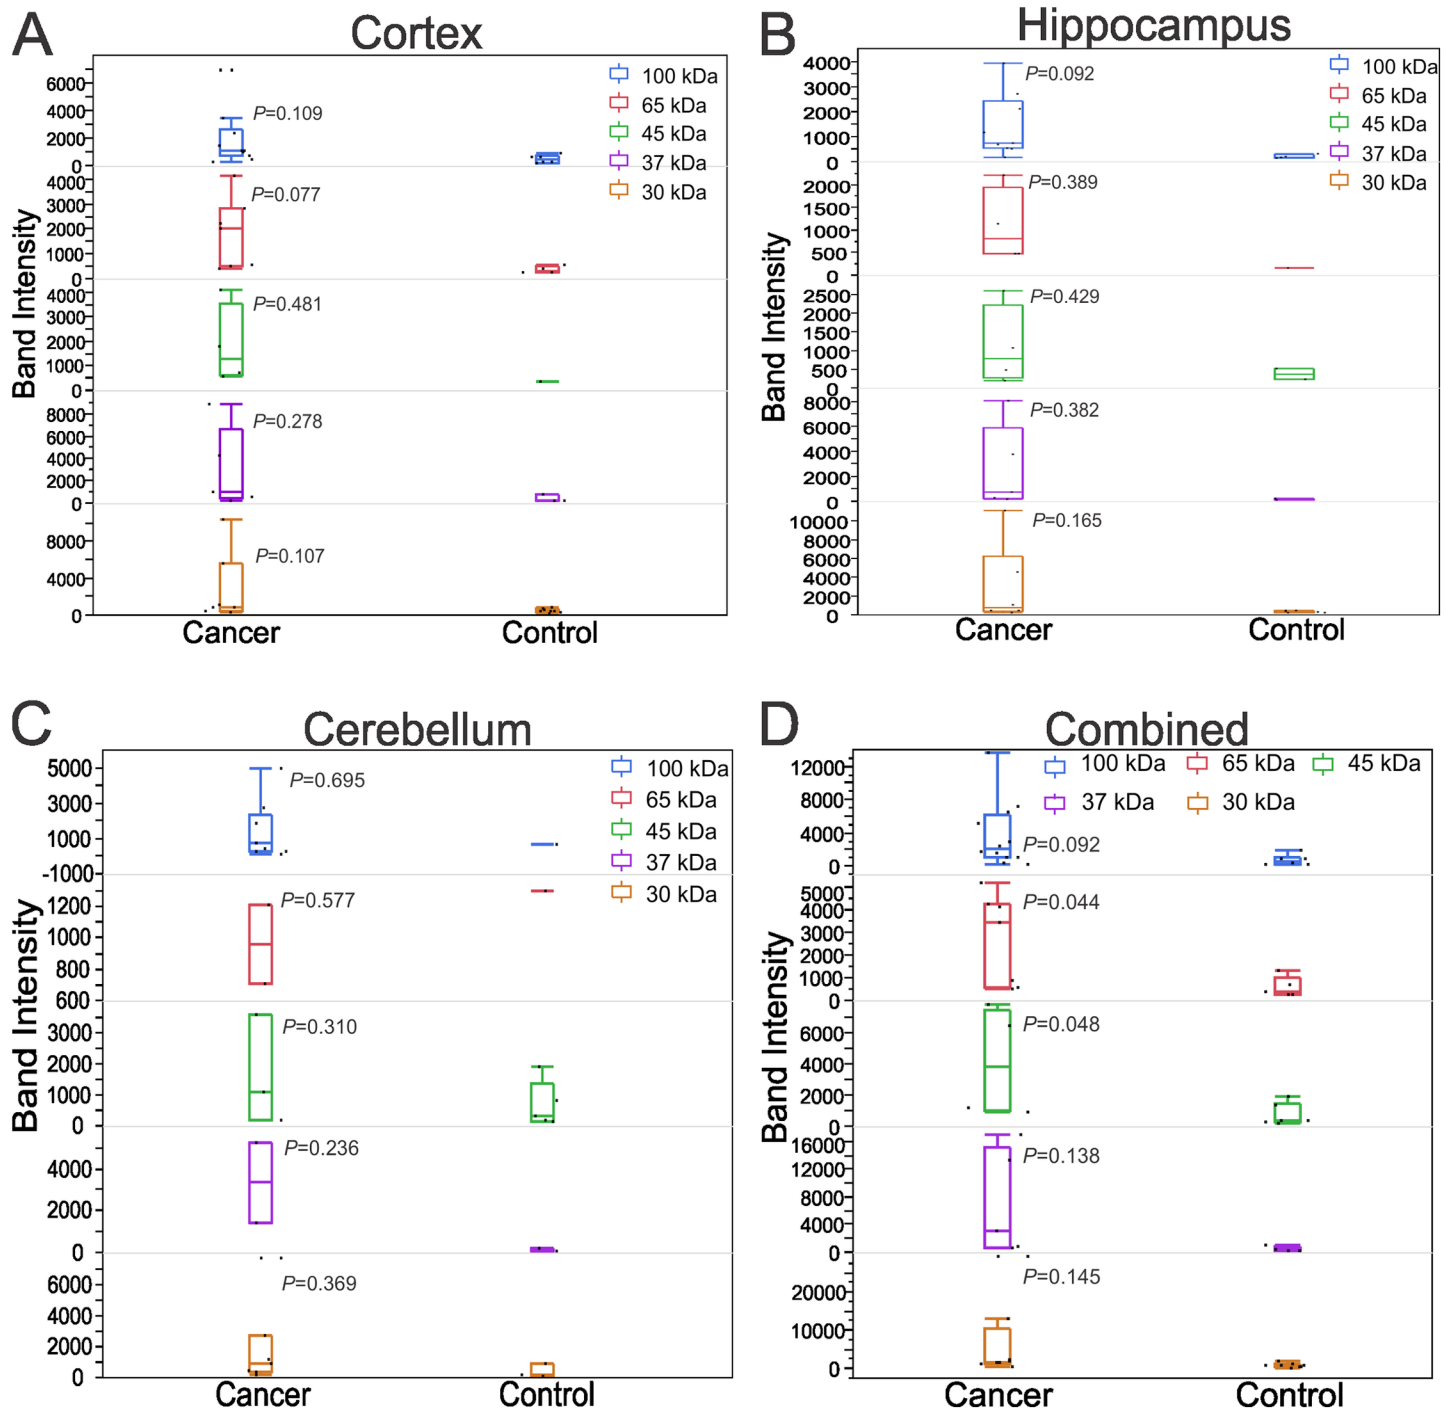 A
Cortex
6000
4000
2000
0
P=0.109
100 kDa
65 kDa
45 kDa
37 kDa
30 kDa
4000
3000
2000
1000
0
P=0.077
4000
3000
2000
1000
0
P=0.481
8000
6000
4000
2000
0
P=0.278
8000
4000
0
P=0.107
Band Intensity
Cancer
Control
B
Hippocampus
4000
3000
2000
1000
0
P=0.092
100 kDa
65 kDa
45 kDa
37 kDa
30 kDa
2000
1500
1000
500
0
P=0.389
2500
2000
1500
1000
500
0
P=0.429
8000
6000
4000
2000
0
P=0.382
10000
8000
6000
4000
2000
0
P=0.165
Band Intensity
Cancer
Control
C
Cerebellum
5000
3000
1000
-1000
P=0.695
100 kDa
65 kDa
45 kDa
37 kDa
30 kDa
1200
1000
800
600
P=0.577
3000
2000
1000
0
P=0.310
4000
2000
0
P=0.236
6000
4000
2000
0
P=0.369
Band Intensity
Cancer
Control
D
Combined
12000
8000
4000
0
P=0.092
100 kDa
65 kDa
45 kDa
37 kDa
30 kDa
5000
4000
3000
2000
1000
0
P=0.044
6000
4000
2000
0
P=0.048
16000
12000
8000
4000
0
P=0.138
20000
10000
0
P=0.145
Band Intensity
Cancer
Control